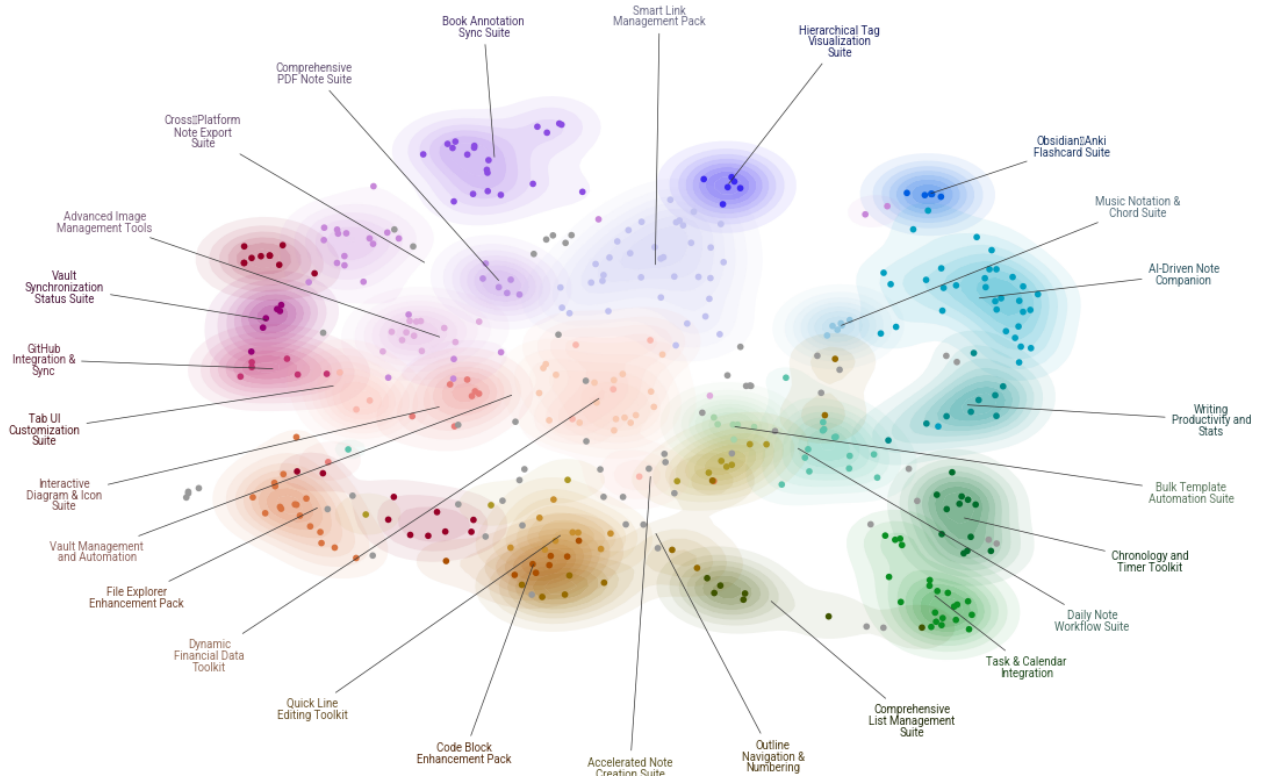 Smart Link
Management Pack
Book Annotation
Sync Suite
Hierarchical Tag
Visualization
Suite
Comprehensive
PDF Note Suite
Cross▯Platform
Note Export
Suite
Obsidian▯Anki
Flashcard Suite
Music Notation &
Chord Suite
Advanced Image
Management Tools
AI-Driven Note
Companion
Vault
Synchronization
Status Suite
GitHub
Integration &
Sync
Tab UI
Customization
Suite
Writing
Productivity and
Stats
Interactive
Diagram & Icon
Suite
Bulk Template
Automation Suite
Vault Management
and Automation
Chronology and
Timer Toolkit
File Explorer
Enhancement Pack
Daily Note
Workflow Suite
Dynamic
Financial Data
Toolkit
Task & Calendar
Integration
Quick Line
Editing Toolkit
Comprehensive
List Management
Suite
Code Block
Enhancement Pack
Outline
Navigation &
Numbering
Accelerated Note
Creation Suite